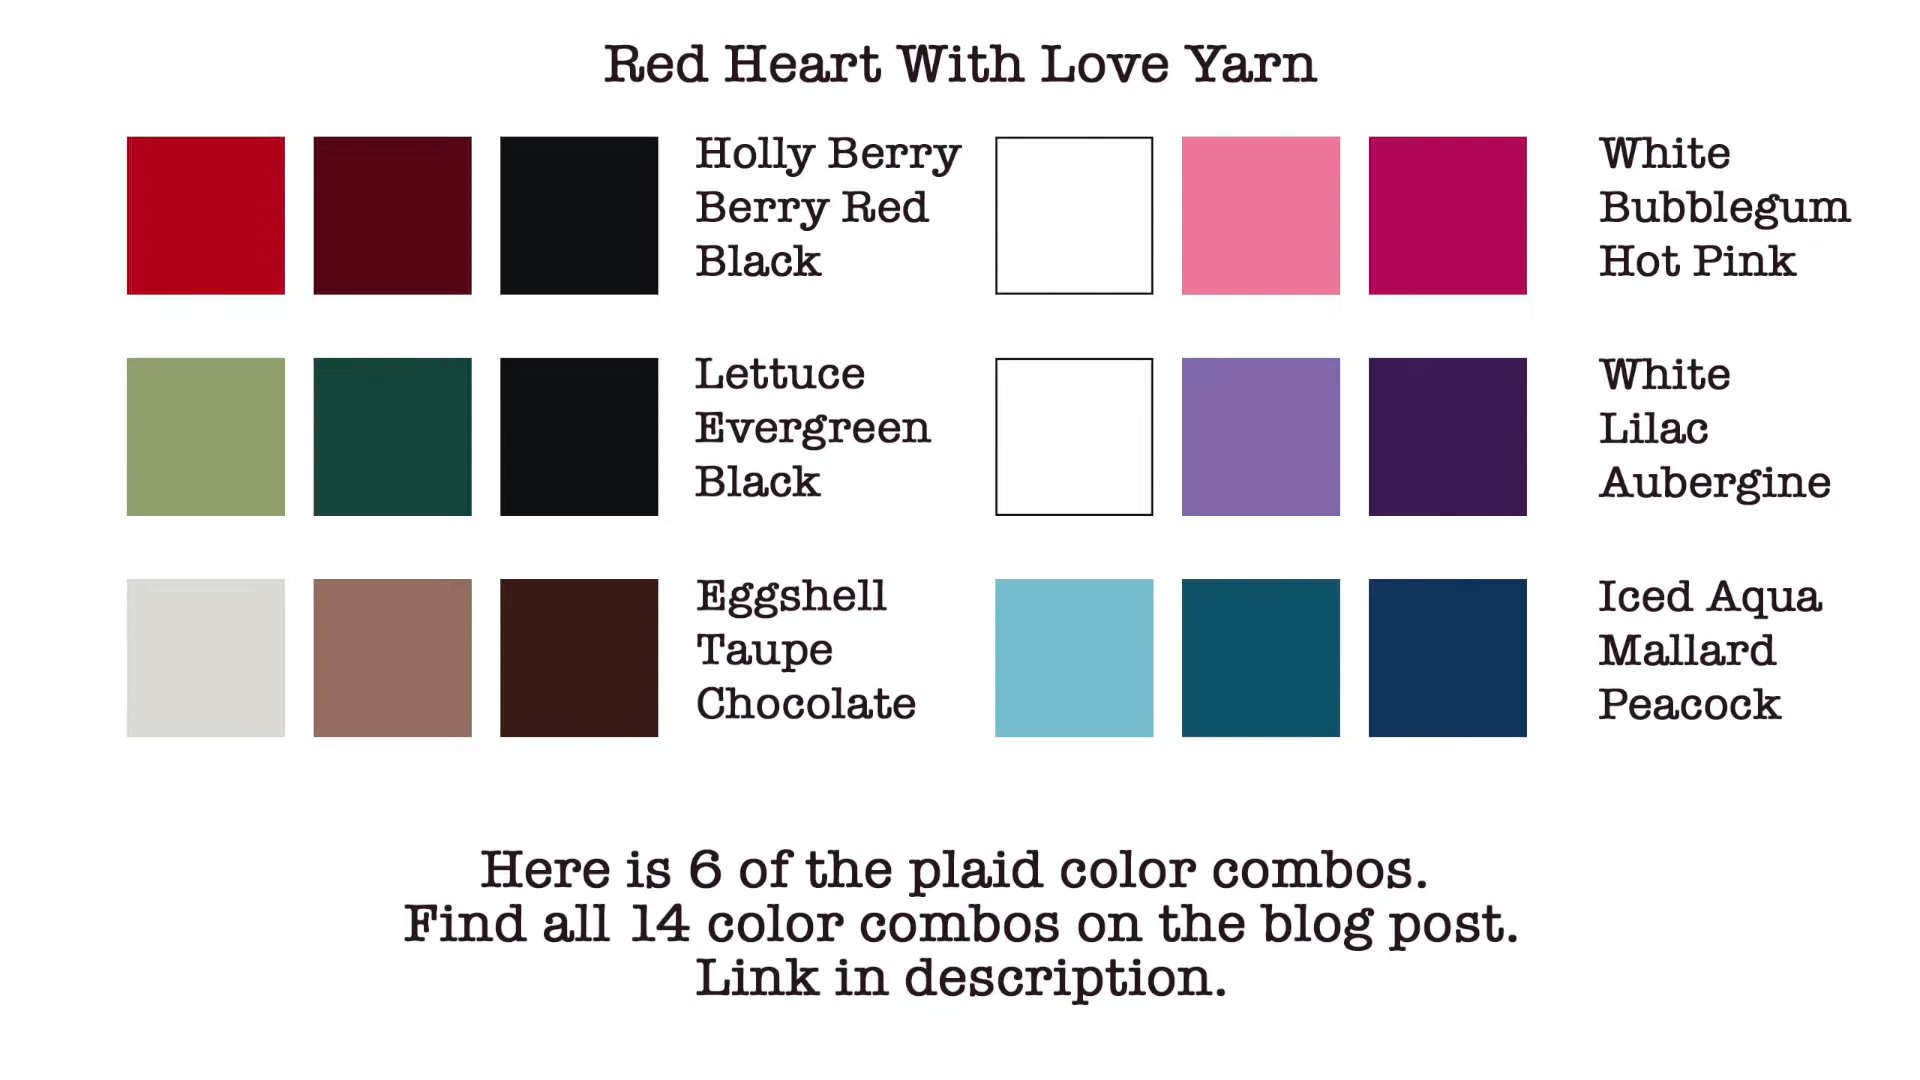 Red Heart With Love Yarn
Holly Berry
Berry Red
Black
White
Bubblegum
Hot Pink
Lettuce
Evergreen
Black
White
Lilac
Aubergine
Eggshell
Taupe
Chocolate
Iced Aqua
Mallard
Peacock
Here is 6 of the plaid color combos.
Find all 14 color combos on the blog post.
Link in description.